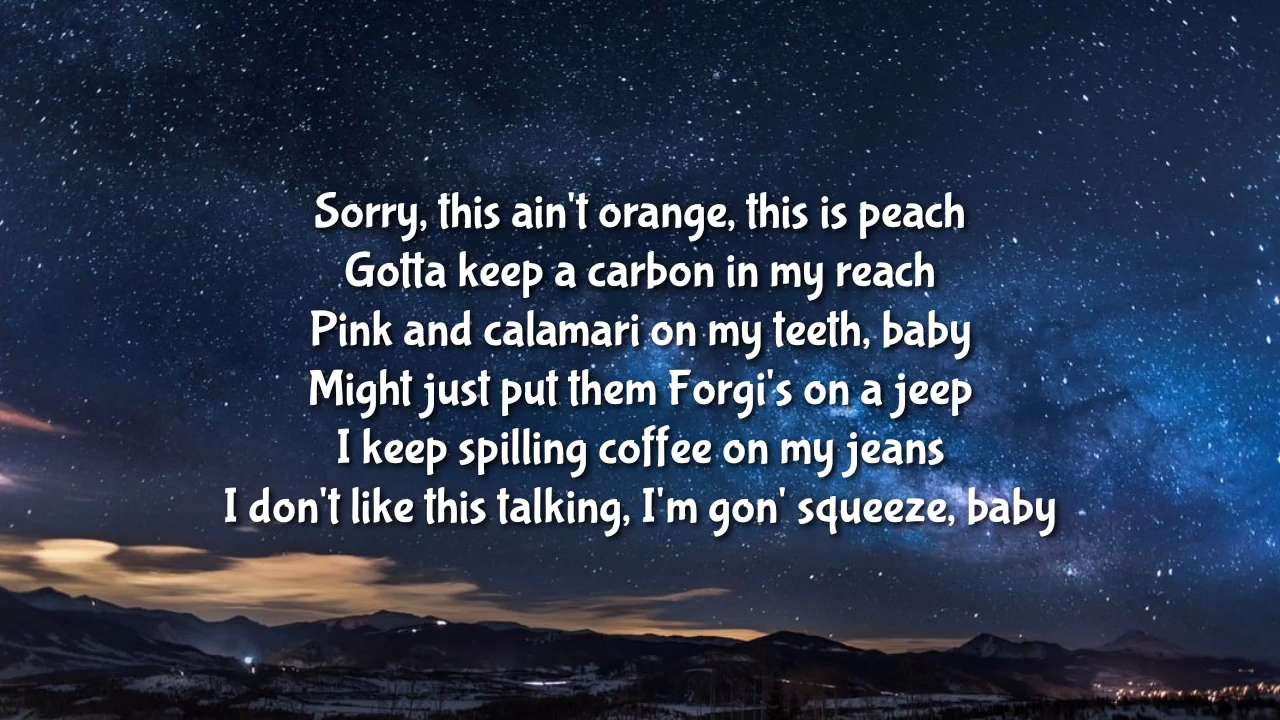 Sorry, this ain't orange, this is peach
Gotta keep a carbon in my reach
Pink and calamari on my teeth, baby
Might just put them Forgi's on a jeep
I keep spilling coffee on my jeans
I don't like this talking, I'm gon' squeeze, baby